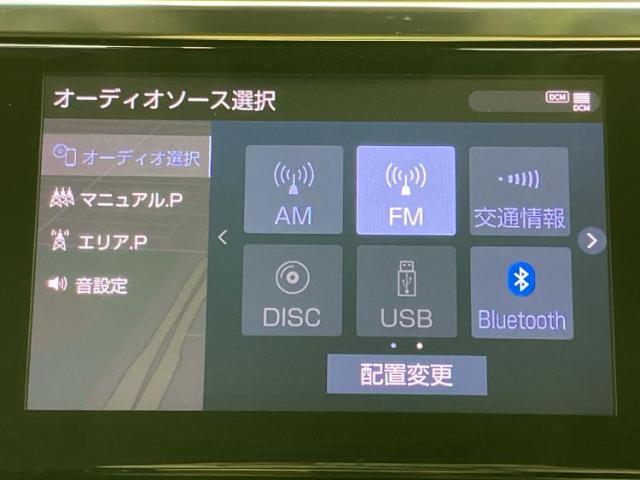 オーディオソース選択
DCM
DCM
オーディオ選択
マニュアル.P
エリア.P
音設定
AM
FM
交通情報
DISC
USB
Bluetooth
配置変更